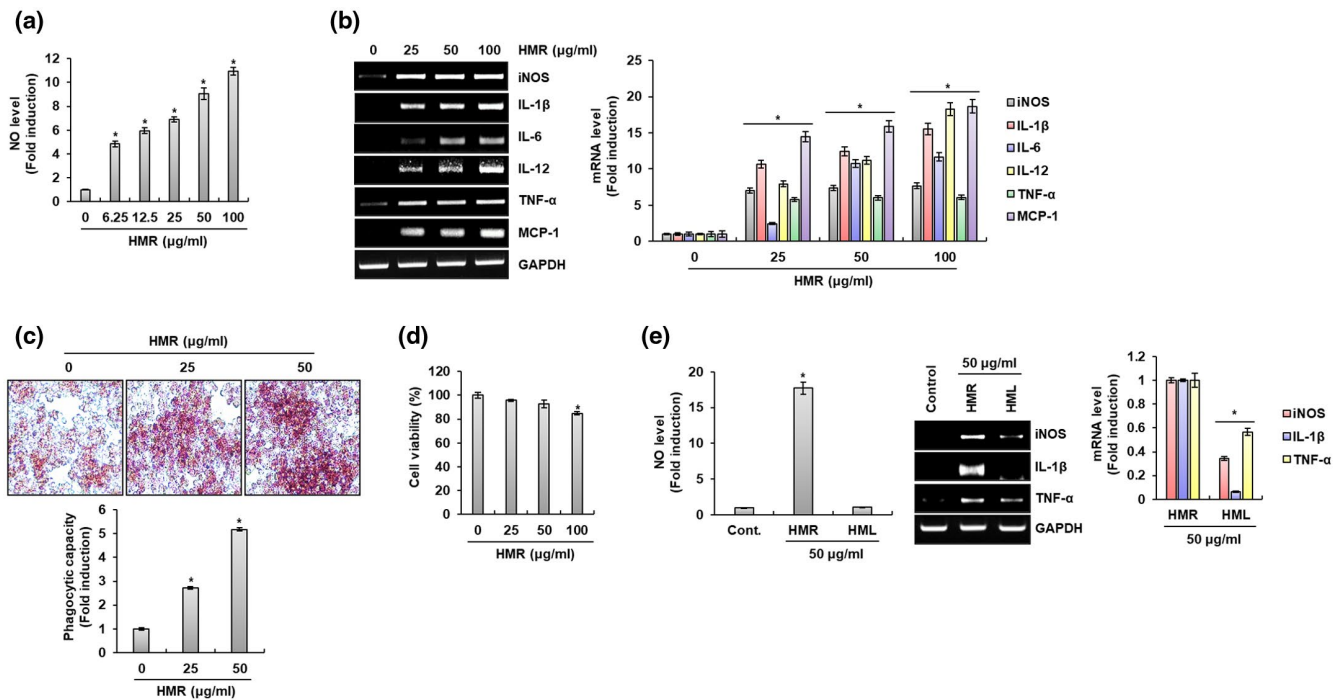 (a)
NO level
(Fold induction)
12
10
8
6
4
2
0
*
*
*
*
*
0 6.25 12.5 25 50 100
HMR (µg/ml)
(b)
0 25 50 100 HMR (µg/ml)
iNOS
IL-1β
IL-6
IL-12
TNF-α
MCP-1
GAPDH
mRNA level
(Fold induction)
25
20
15
10
5
0
*
*
*
0 25 50 100
HMR (µg/ml)
iNOS
IL-1β
IL-6
IL-12
TNF-α
MCP-1
(c)
HMR (µg/ml)
0 25 50
Phagocytic capacity
(Fold induction)
6
5
4
3
2
1
0
*
*
0 25 50
HMR (µg/ml)
(d)
Cell viability (%)
120
100
80
60
40
20
0
*
0 25 50 100
HMR (µg/ml)
(e)
NO level
(Fold induction)
20
15
10
5
0
*
Cont. HMR HML
50 µg/ml
50 µg/ml
Control HMR HML
iNOS
IL-1β
TNF-α
GAPDH
mRNA level
(Fold induction)
1.2
1
0.8
0.6
0.4
0.2
0
*
HMR HML
50 µg/ml
iNOS
IL-1β
TNF-α